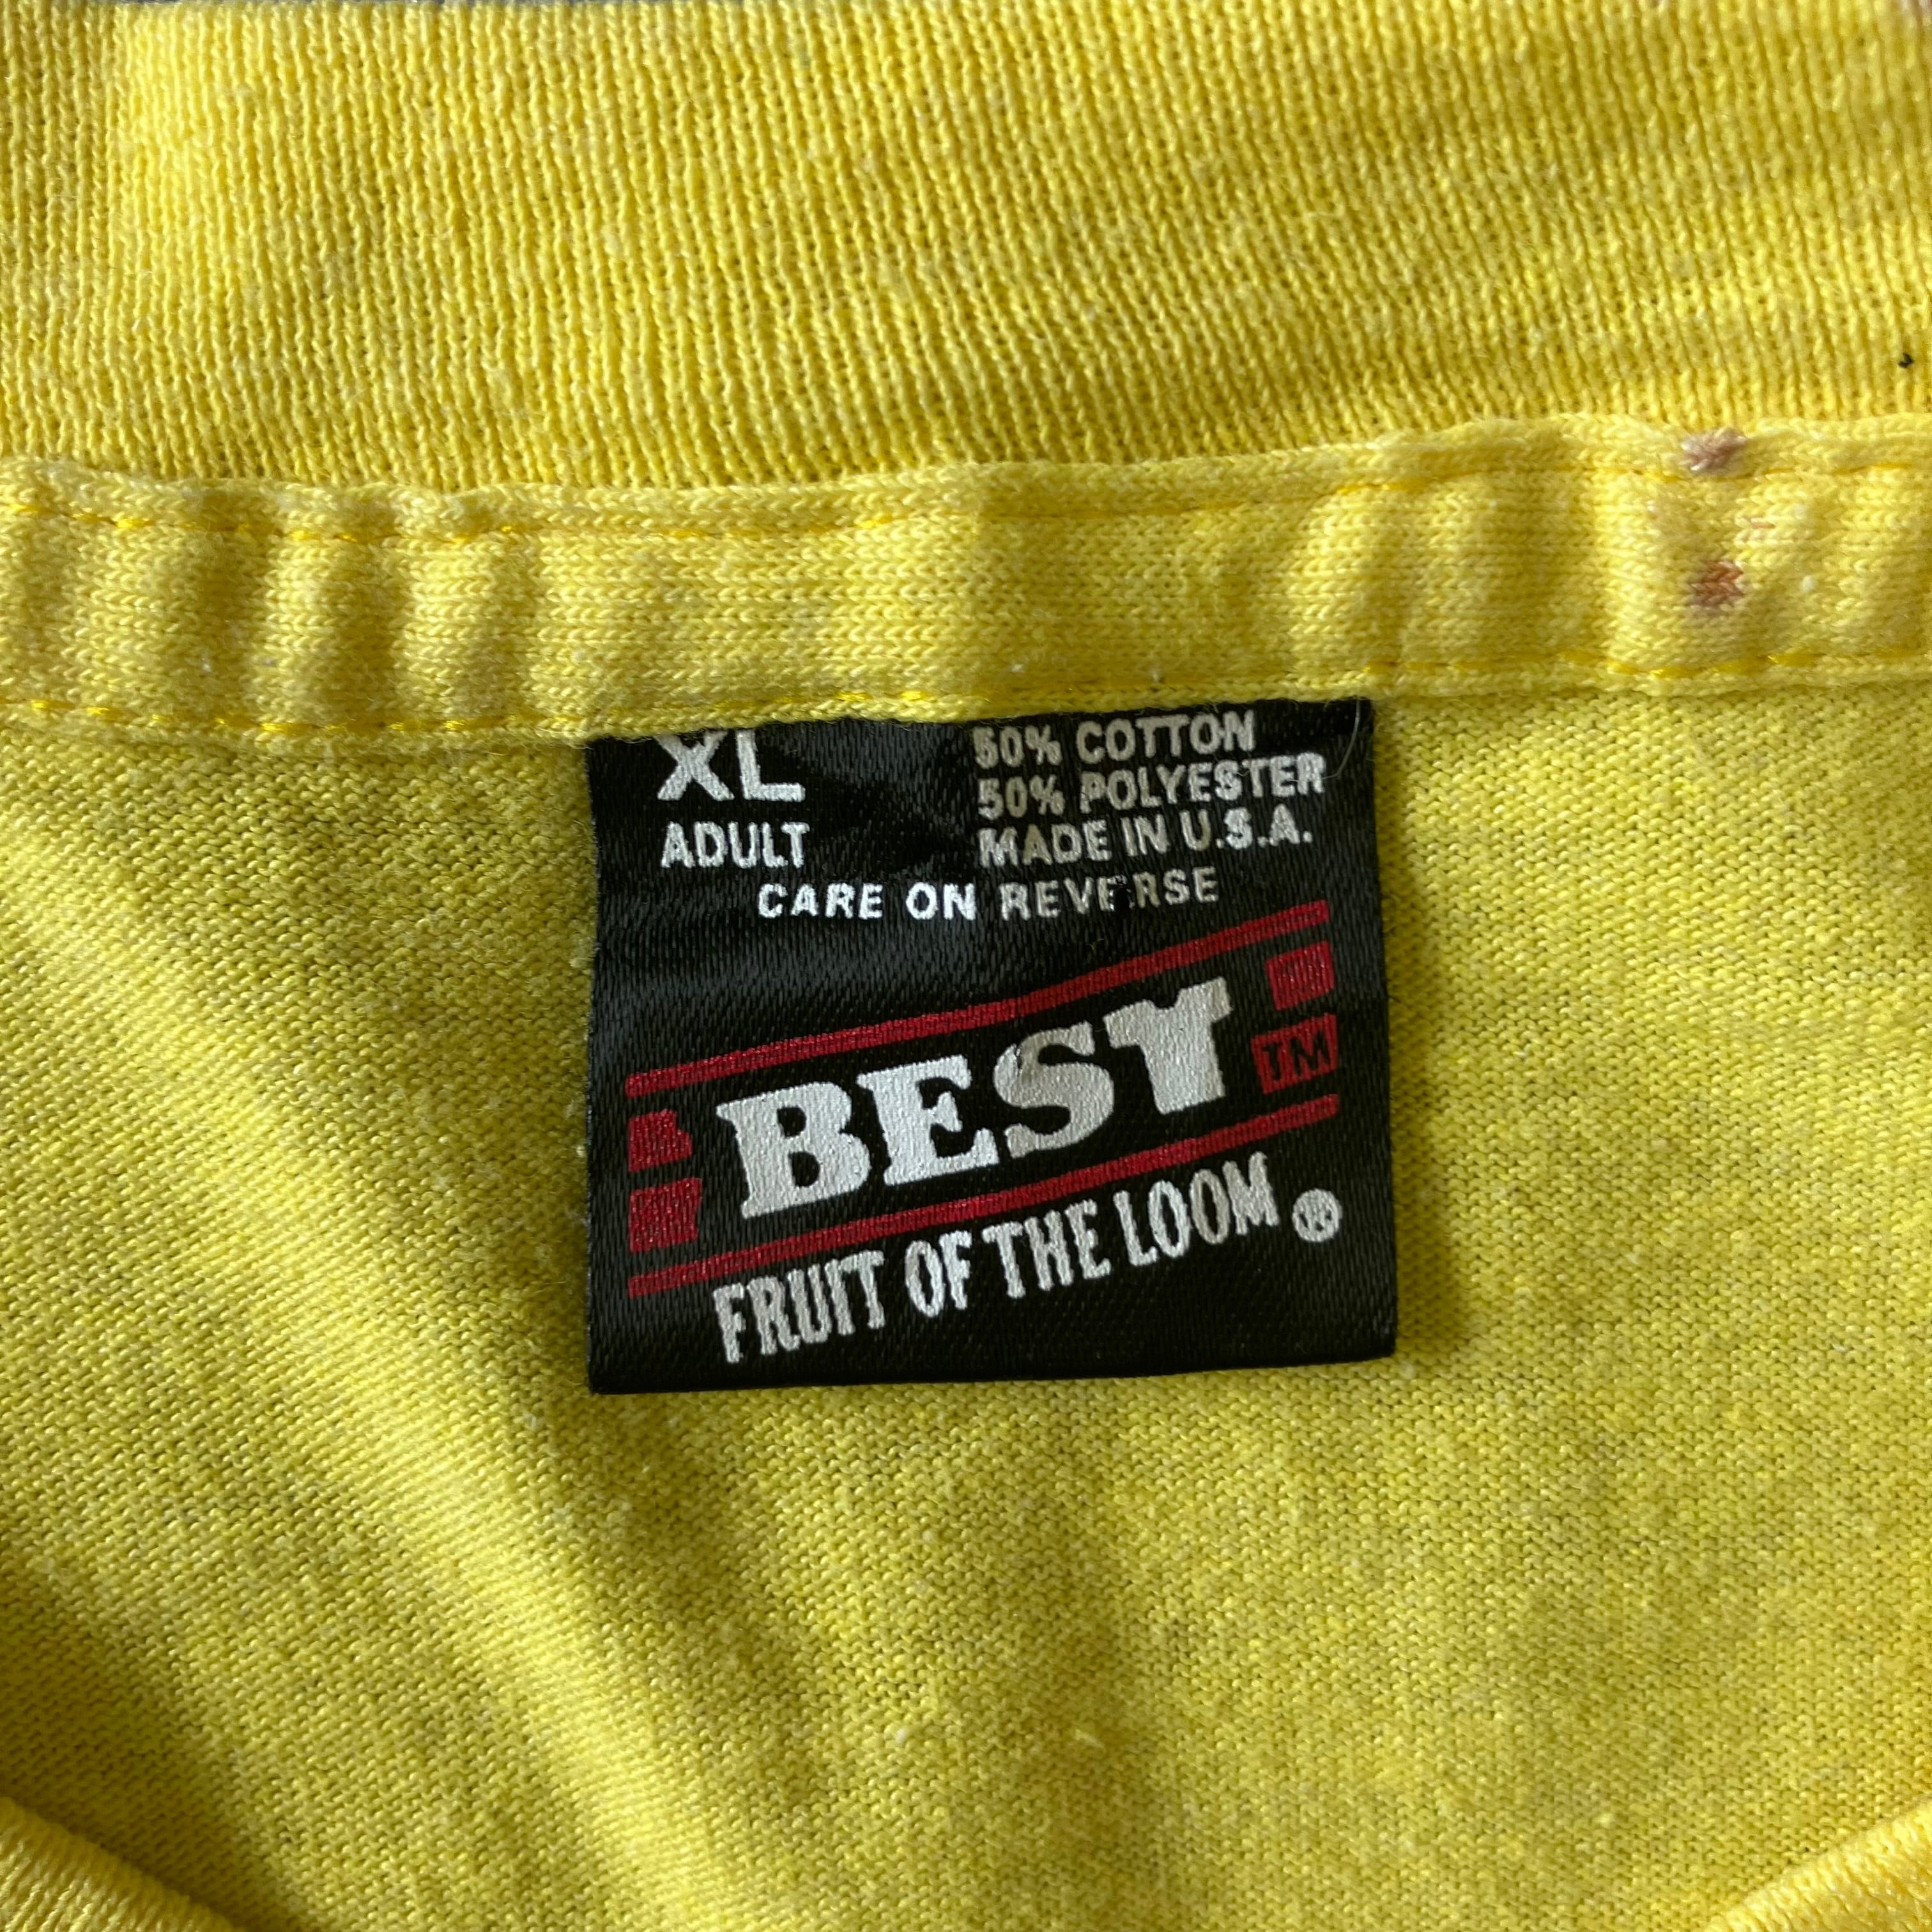 XL
ADULT
50% COTTON
50% POLYESTER
MADE IN U.S.A.
CARE ON REVERSE
BEST TM
FRUIT OF THE LOOM ®